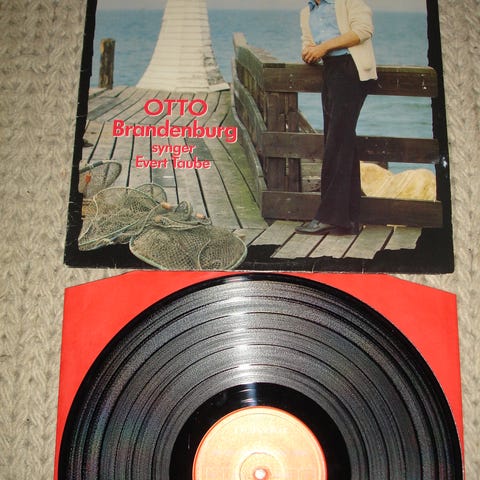 OTTO
Brandenburg
synger
Evert Taube